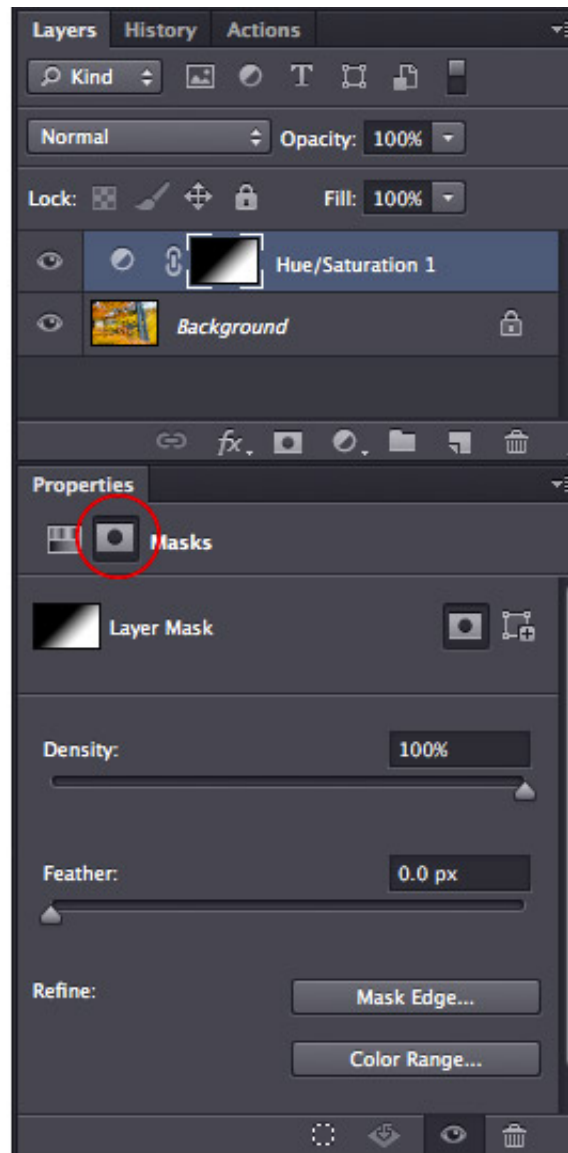 Layers History Actions
Kind T
Normal Opacity: 100%
Lock: Fill: 100%
Hue/Saturation 1
Background
fx.
Properties
Masks
Layer Mask
Density: 100%
Feather: 0.0 px
Refine: Mask Edge...
Color Range...